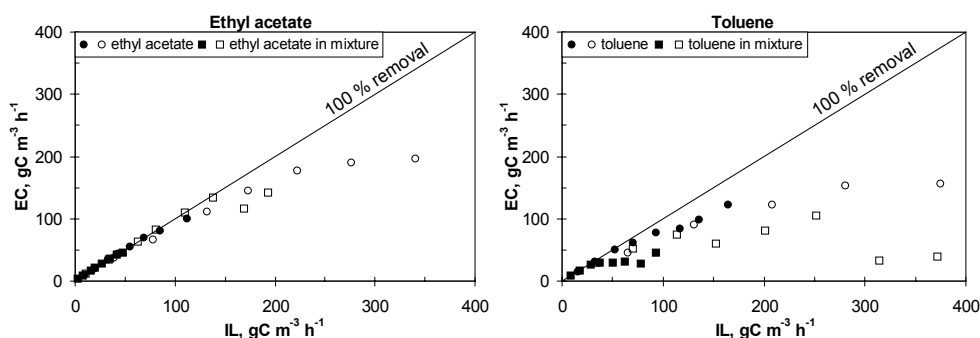 Ethyl acetate
ethyl acetate ethyl acetate in mixture
100 % removal
EC, gC m⁻³ h⁻¹
400
300
200
100
0
0 100 200 300 400
IL, gC m⁻³ h⁻¹
Toluene
toluene toluene in mixture
100 % removal
EC, gC m⁻³ h⁻¹
400
300
200
100
0
0 100 200 300 400
IL, gC m⁻³ h⁻¹